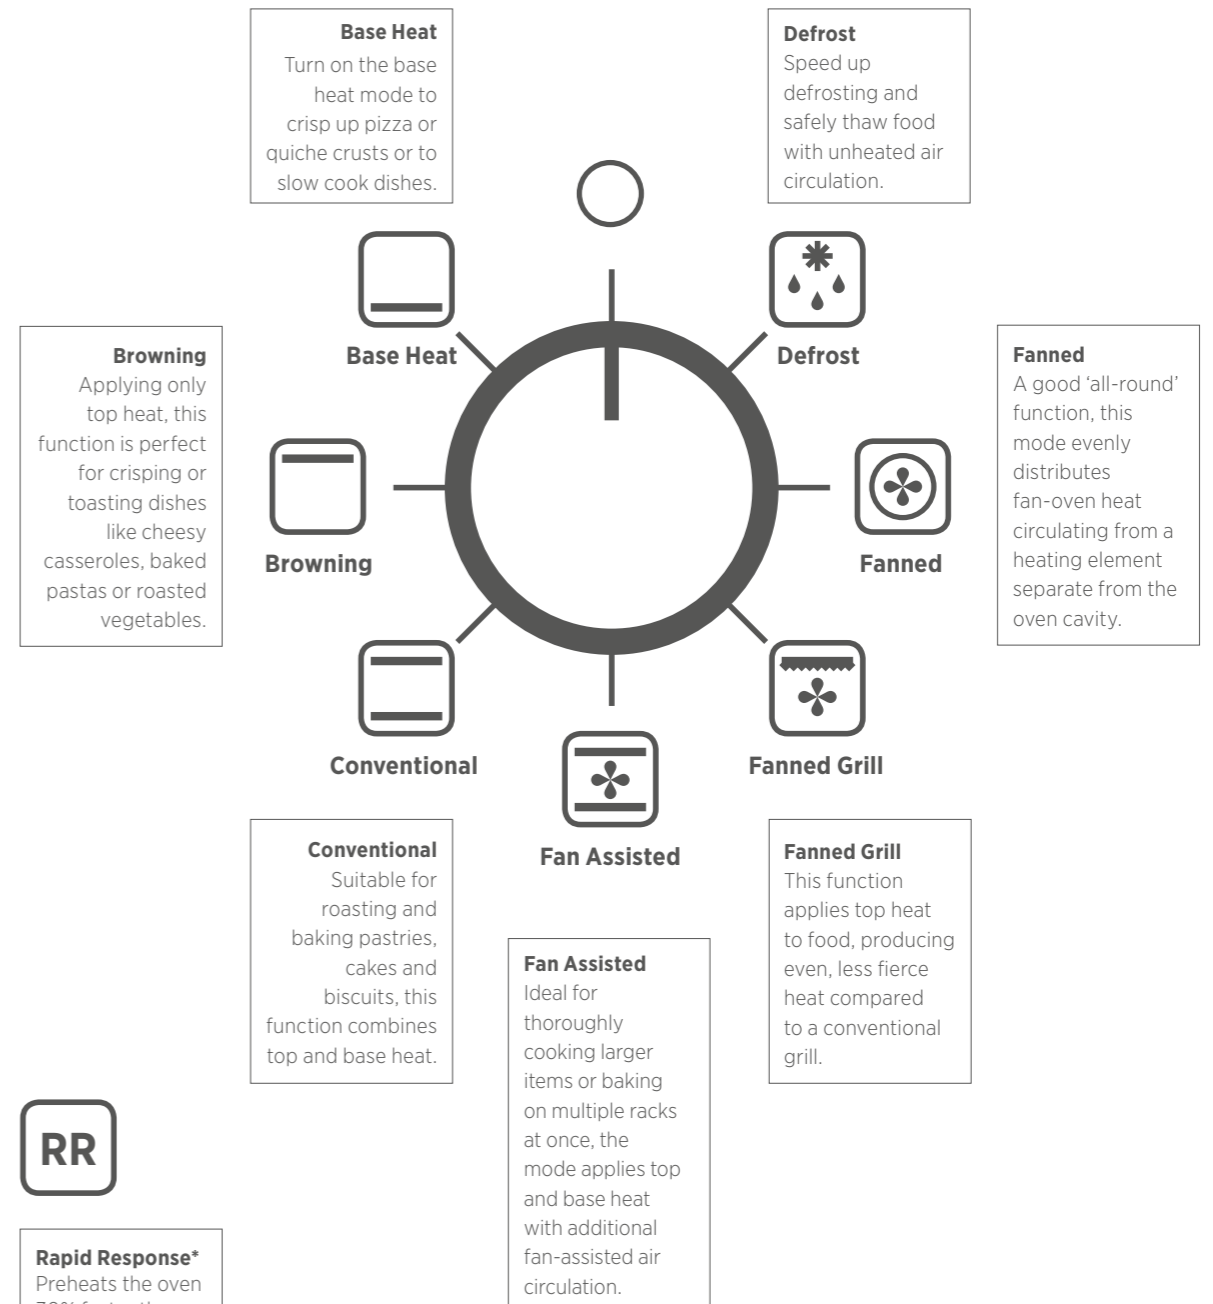 Base Heat
Turn on the base
heat mode to
crisp up pizza or
quiche crusts or to
slow cook dishes.
Defrost
Speed up
defrosting and
safely thaw food
with unheated air
circulation.
Base Heat
Defrost
Browning
Applying only
top heat, this
function is perfect
for crisping or
toasting dishes
like cheesy
casseroles, baked
pastas or roasted
vegetables.
Browning
Fanned
Fanned
A good ‘all-round’
function, this
mode evenly
distributes
fan-oven heat
circulating from a
heating element
separate from the
oven cavity.
Conventional
Fan Assisted
Fanned Grill
Conventional
Suitable for
roasting and
baking pastries,
cakes and
biscuits, this
function combines
top and base heat.
Fan Assisted
Ideal for
thoroughly
cooking larger
items or baking
on multiple racks
at once, the
mode applies top
and base heat
with additional
fan-assisted air
circulation.
Fanned Grill
This function
applies top heat
to food, producing
even, less fierce
heat compared
to a conventional
grill.
RR
Rapid Response*
Preheats the oven